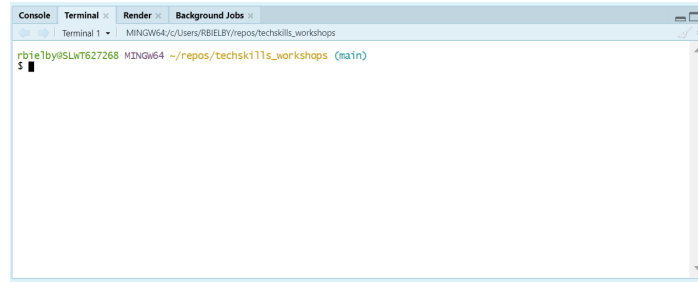 Console Terminal × Render × Background Jobs ×
Terminal 1 MINGW64:/c/Users/RBIELBY/repos/techskills_workshops
rbielby@SLWT627268 MINGW64 ~/repos/techskills_workshops (main)
$